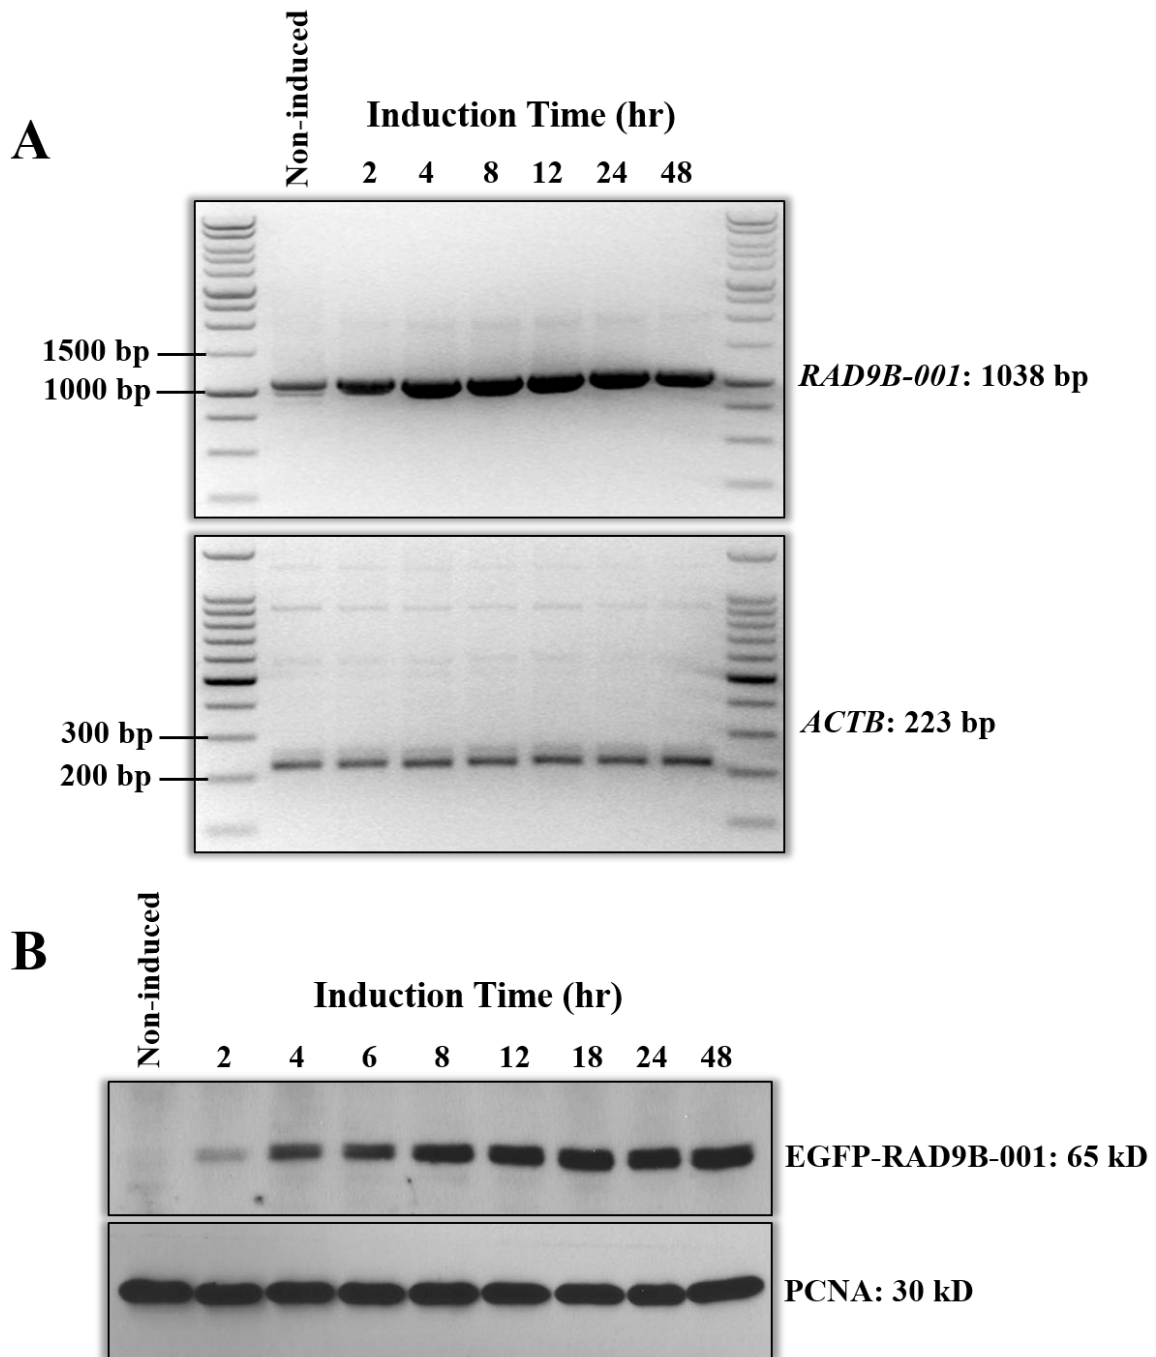 A
Non-induced
Induction Time (hr)
2 4 8 12 24 48
1500 bp
1000 bp
RAD9B-001: 1038 bp
300 bp
200 bp
ACTB: 223 bp
B
Non-induced
Induction Time (hr)
2 4 6 8 12 18 24 48
EGFP-RAD9B-001: 65 kD
PCNA: 30 kD